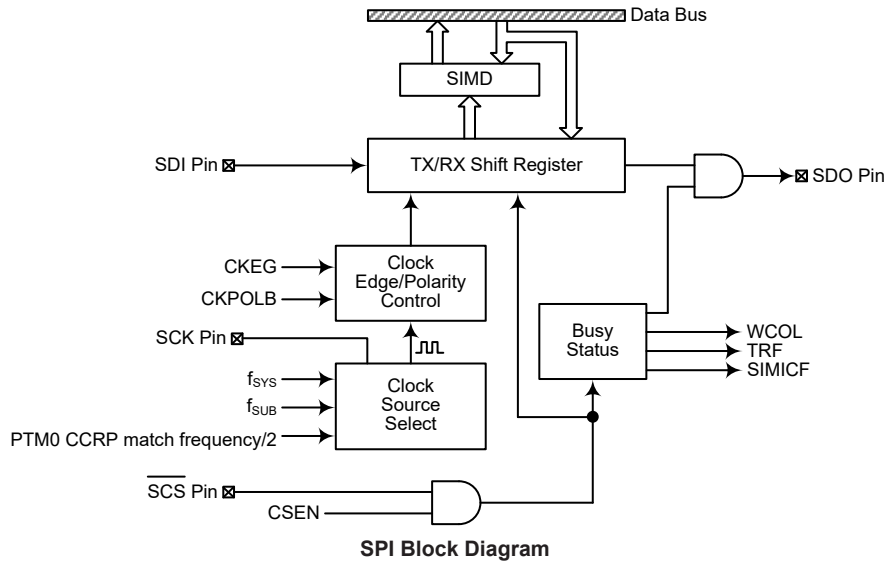 Data Bus
SIMD
SDI Pin
TX/RX Shift Register
SDO Pin
CKEG
CKPOLB
Clock
Edge/Polarity
Control
SCK Pin
Busy
Status
WCOL
TRF
SIMICF
fSYS
fSUB
PTM0 CCRP match frequency/2
Clock
Source
Select
SCS Pin
CSEN
SPI Block Diagram